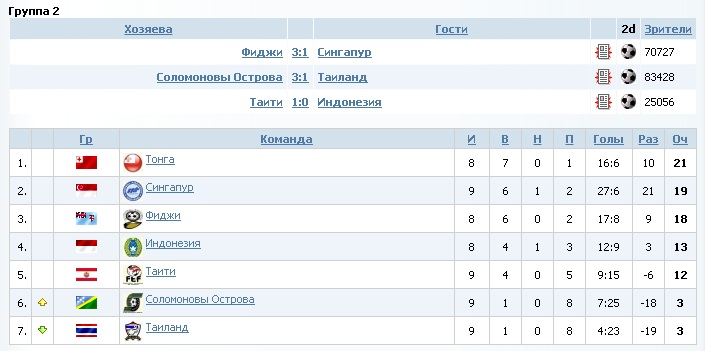 Группа 2
Хозяева Гости 2d Зрители
Фиджи 3:1 Сингапур 70727
Соломоновы Острова 3:1 Таиланд 83428
Таити 1:0 Индонезия 25056
Гр Команда И В Н П Голы Раз Оч
1. Тонга 8 7 0 1 16:6 10 21
2. Сингапур 9 6 1 2 27:6 21 19
3. Фиджи 8 6 0 2 17:8 9 18
4. Индонезия 8 4 1 3 12:9 3 13
5. Таити 9 4 0 5 9:15 -6 12
6. Соломоновы Острова 9 1 0 8 7:25 -18 3
7. Таиланд 9 1 0 8 4:23 -19 3